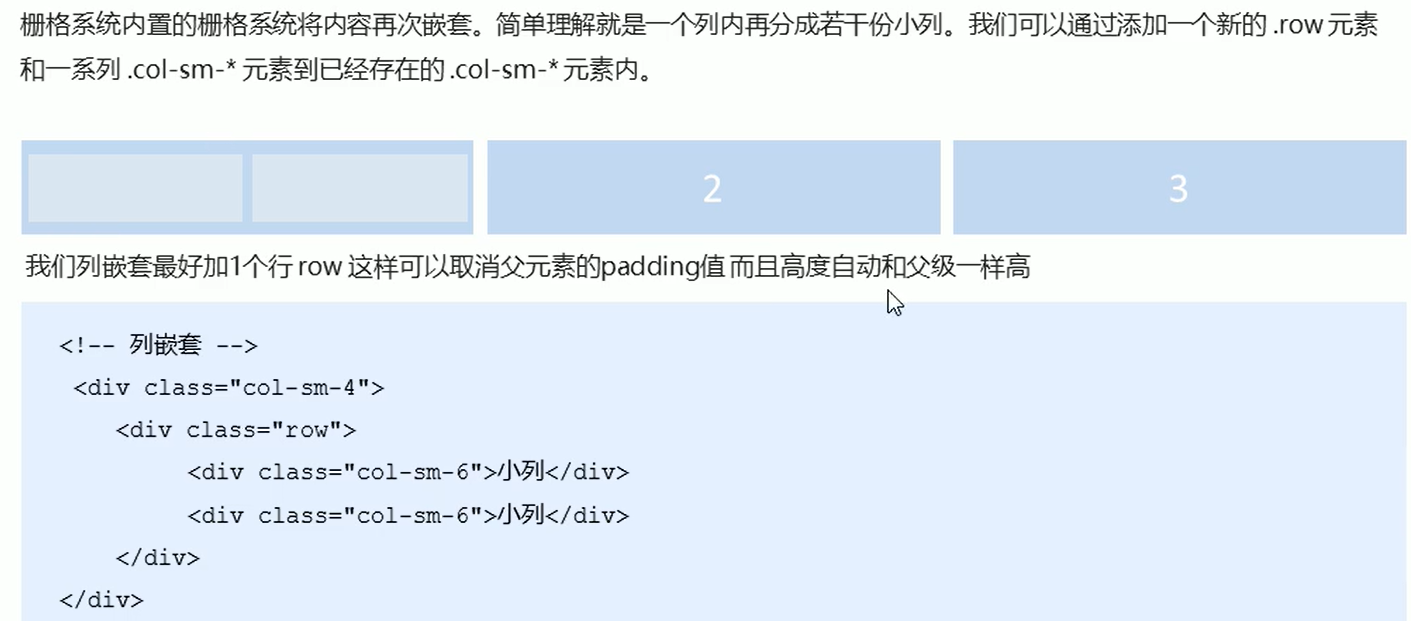 栅格系统内置的栅格系统将内容再次嵌套。简单理解就是一个列内再分成若干份小列。我们可以通过添加一个新的 .row 元素
和一系列 .col-sm-* 元素到已经存在的 .col-sm-* 元素内。
2
3
我们列嵌套最好加1个行 row 这样可以取消父元素的padding值 而且高度自动和父级一样高
<!-- 列嵌套 -->
<div class="col-sm-4">
<div class="row">
<div class="col-sm-6">小列</div>
<div class="col-sm-6">小列</div>
</div>
</div>